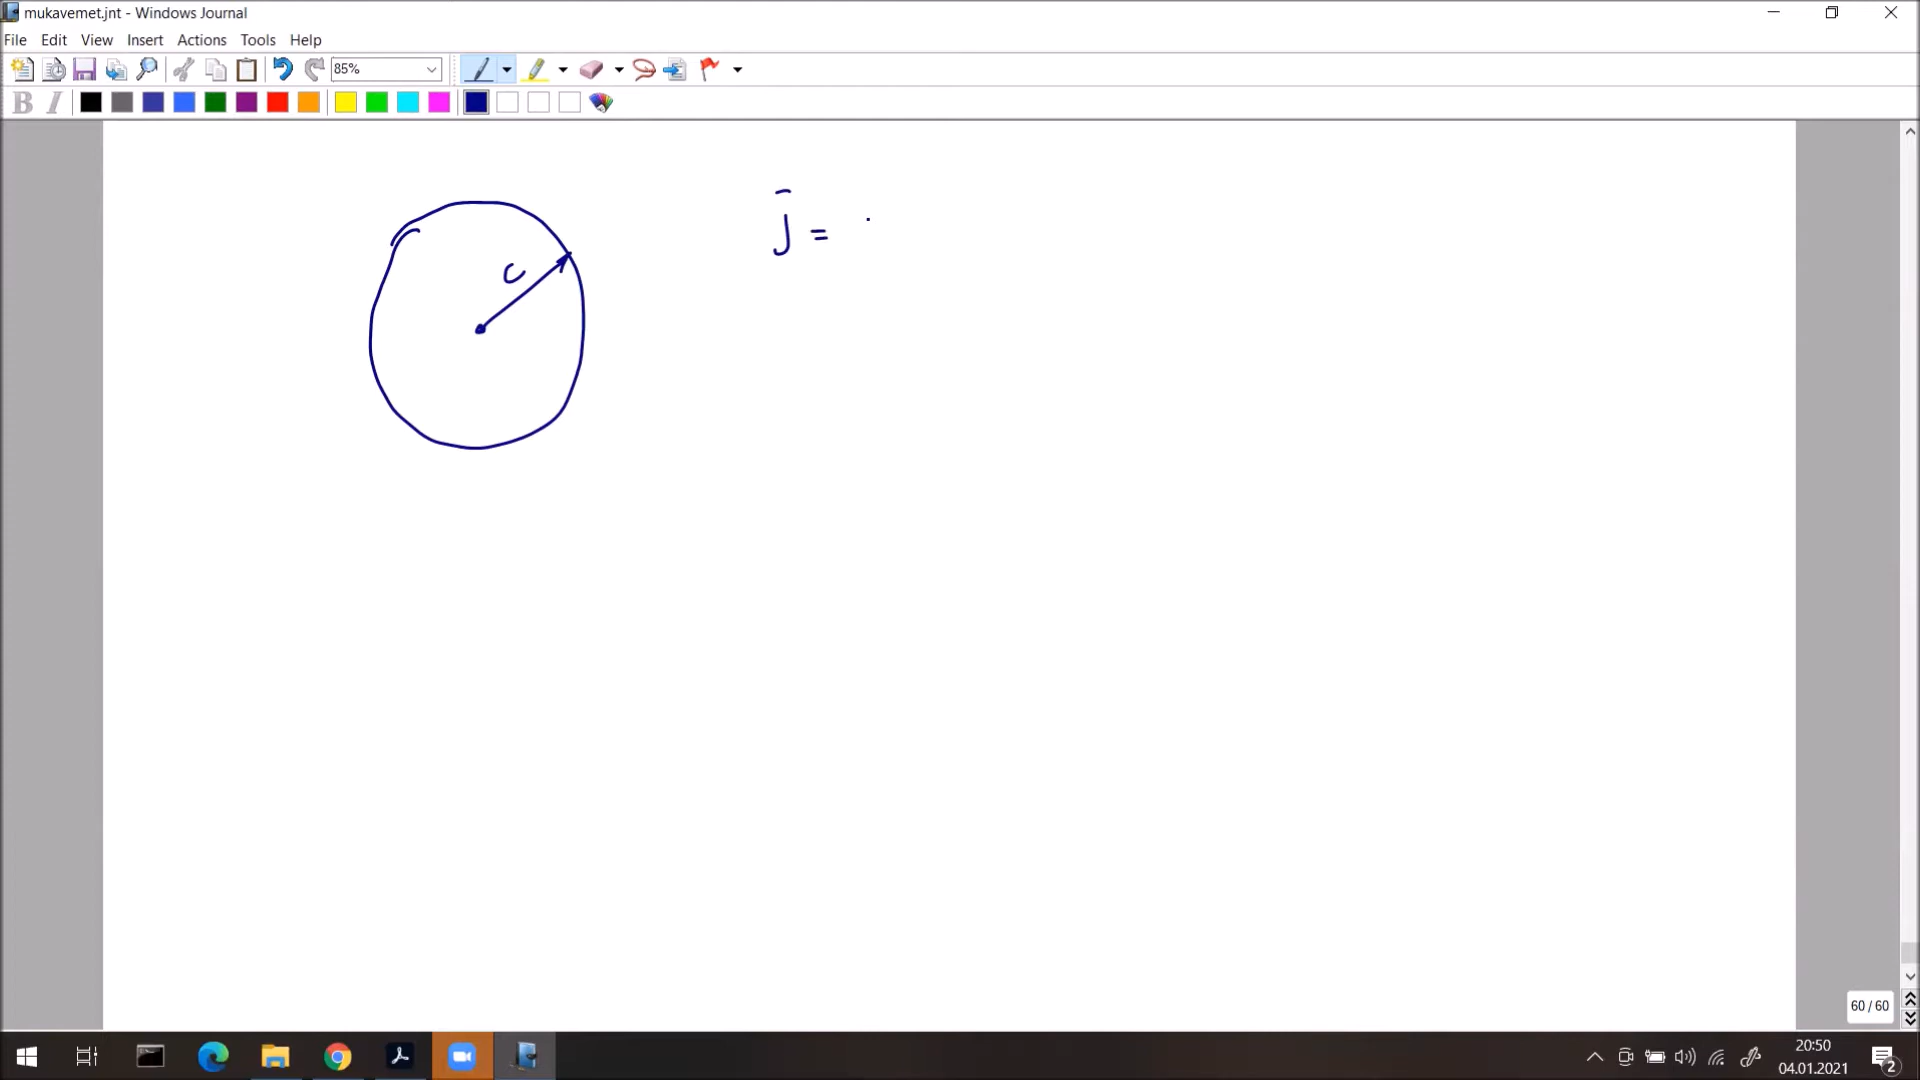 mukavemet.jnt - Windows Journal
File Edit View Insert Actions Tools Help
85%
B I
J̄ =
c
60 / 60
20:50
04.01.2021
2